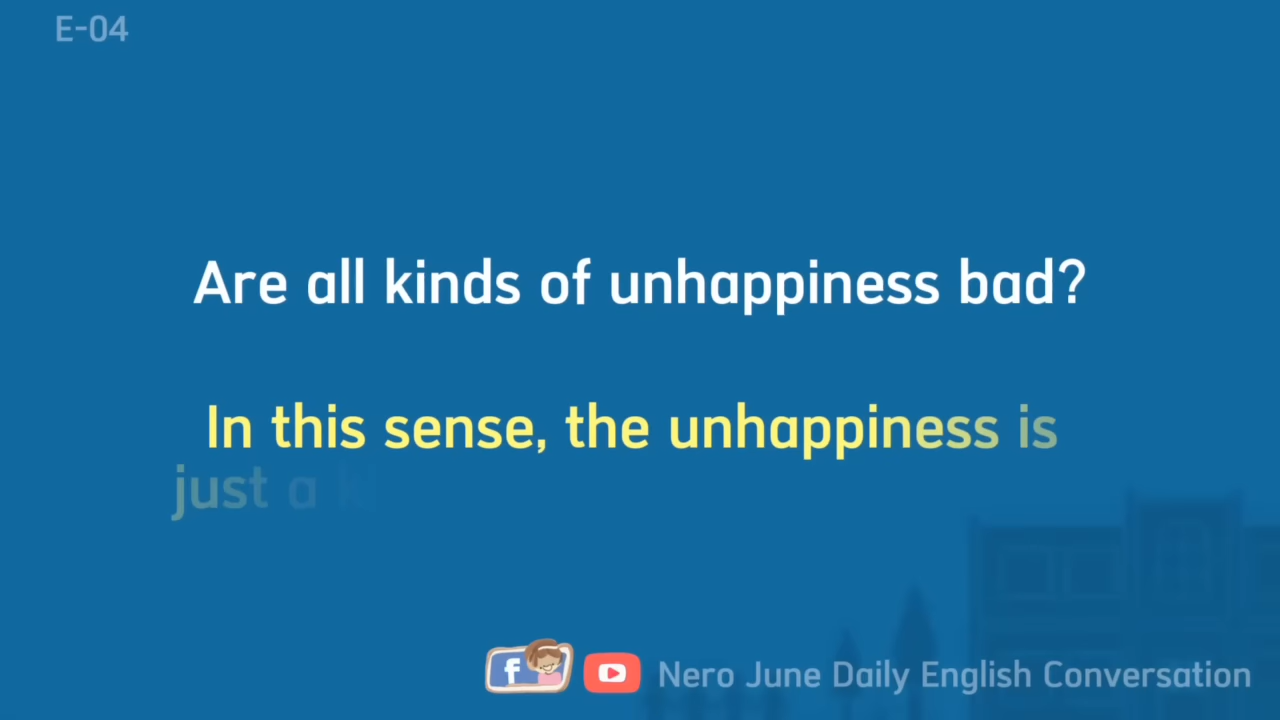 E-04
Are all kinds of unhappiness bad?
In this sense, the unhappiness is
just a
f
Nero June Daily English Conversation